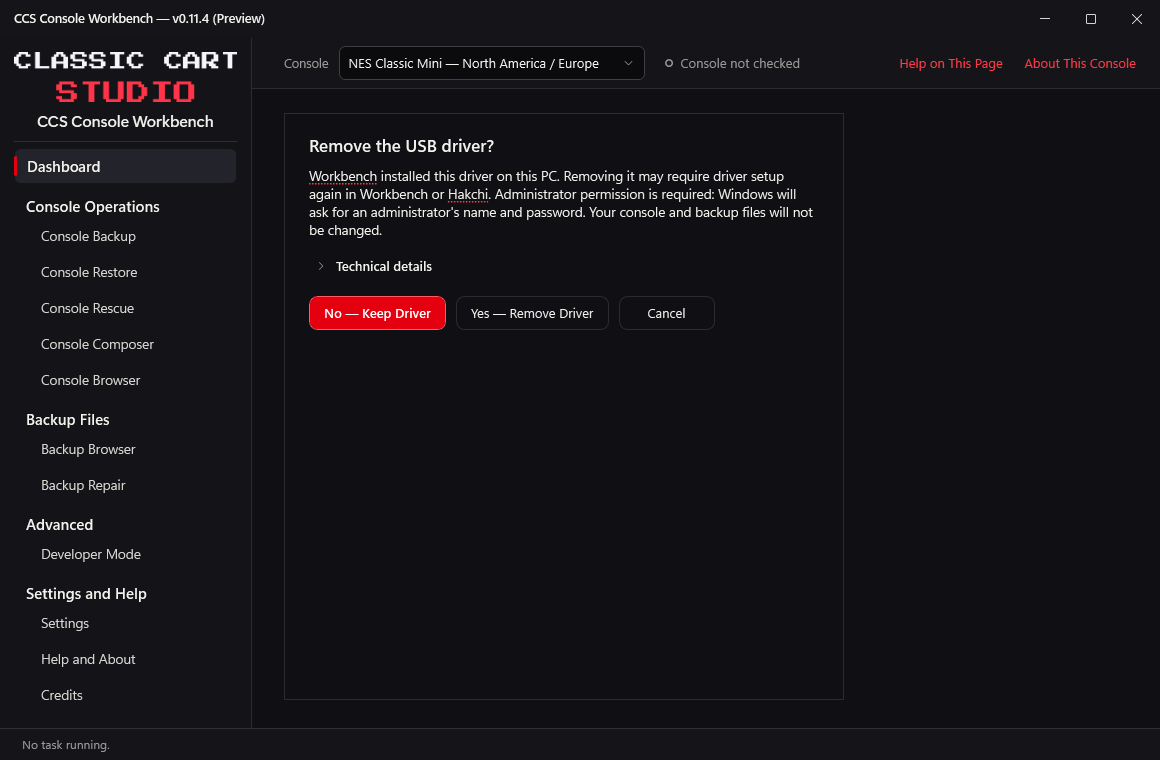 CCS Console Workbench — v0.11.4 (Preview)
CLASSIC CART
STUDIO
CCS Console Workbench
Console
NES Classic Mini — North America / Europe
Console not checked
Help on This Page
About This Console
Dashboard
Console Operations
Console Backup
Console Restore
Console Rescue
Console Composer
Console Browser
Backup Files
Backup Browser
Backup Repair
Advanced
Developer Mode
Settings and Help
Settings
Help and About
Credits
Remove the USB driver?
Workbench installed this driver on this PC. Removing it may require driver setup
again in Workbench or Hakchi. Administrator permission is required: Windows will
ask for an administrator's name and password. Your console and backup files will not
be changed.
Technical details
No — Keep Driver
Yes — Remove Driver
Cancel
No task running.